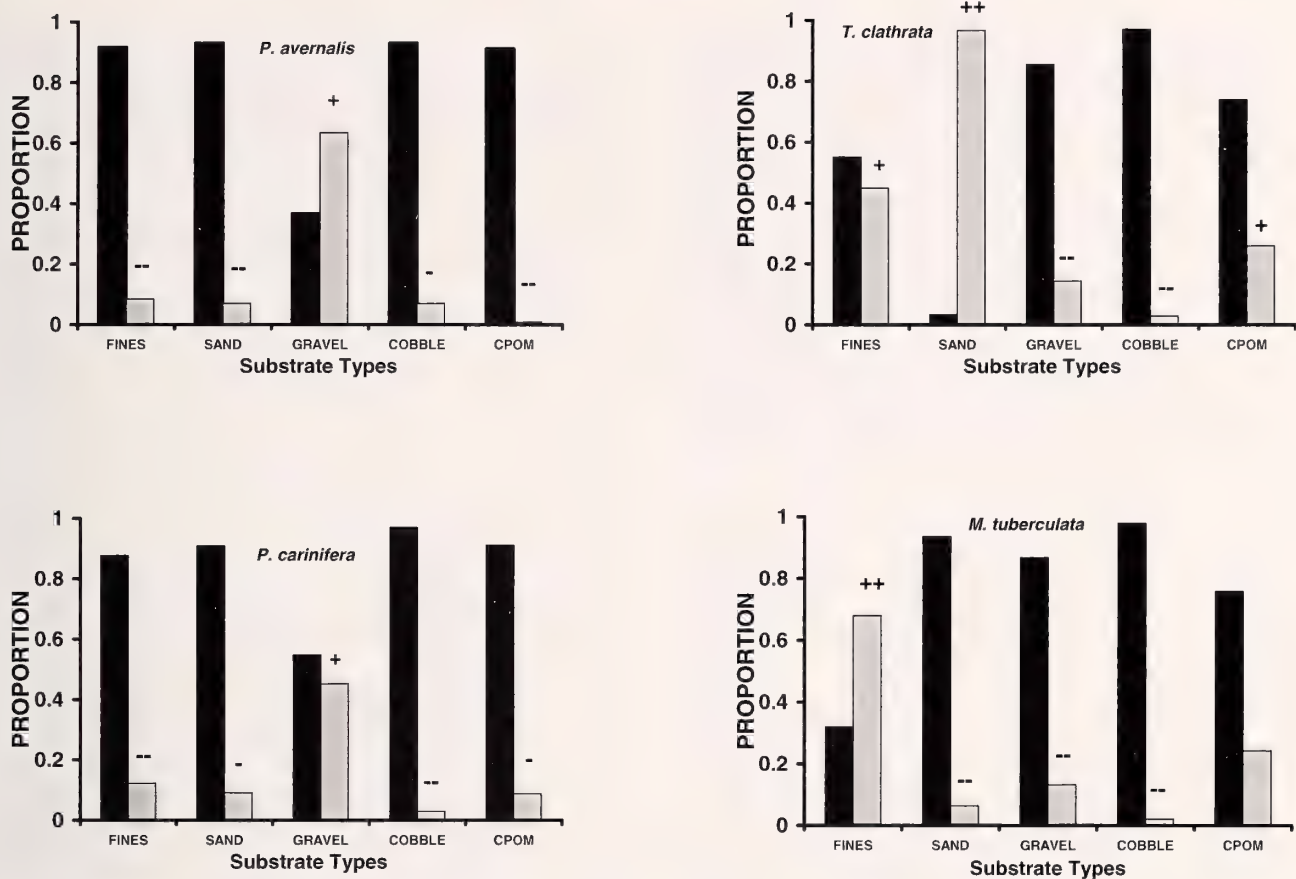 P. avernalis
PROPORTION
1
0.8
0.6
0.4
0.2
0
--
--
+
-
--
FINES
SAND
GRAVEL
COBBLE
CPOM
Substrate Types
T. clathrata
PROPORTION
1
0.8
0.6
0.4
0.2
0
+
++
--
--
+
FINES
SAND
GRAVEL
COBBLE
CPOM
Substrate Types
P. carinifera
PROPORTION
1
0.8
0.6
0.4
0.2
0
--
-
+
--
-
FINES
SAND
GRAVEL
COBBLE
CPOM
Substrate Types
M. tuberculata
PROPORTION
1
0.8
0.6
0.4
0.2
0
++
--
--
--
FINES
SAND
GRAVEL
COBBLE
CPOM
Substrate Types